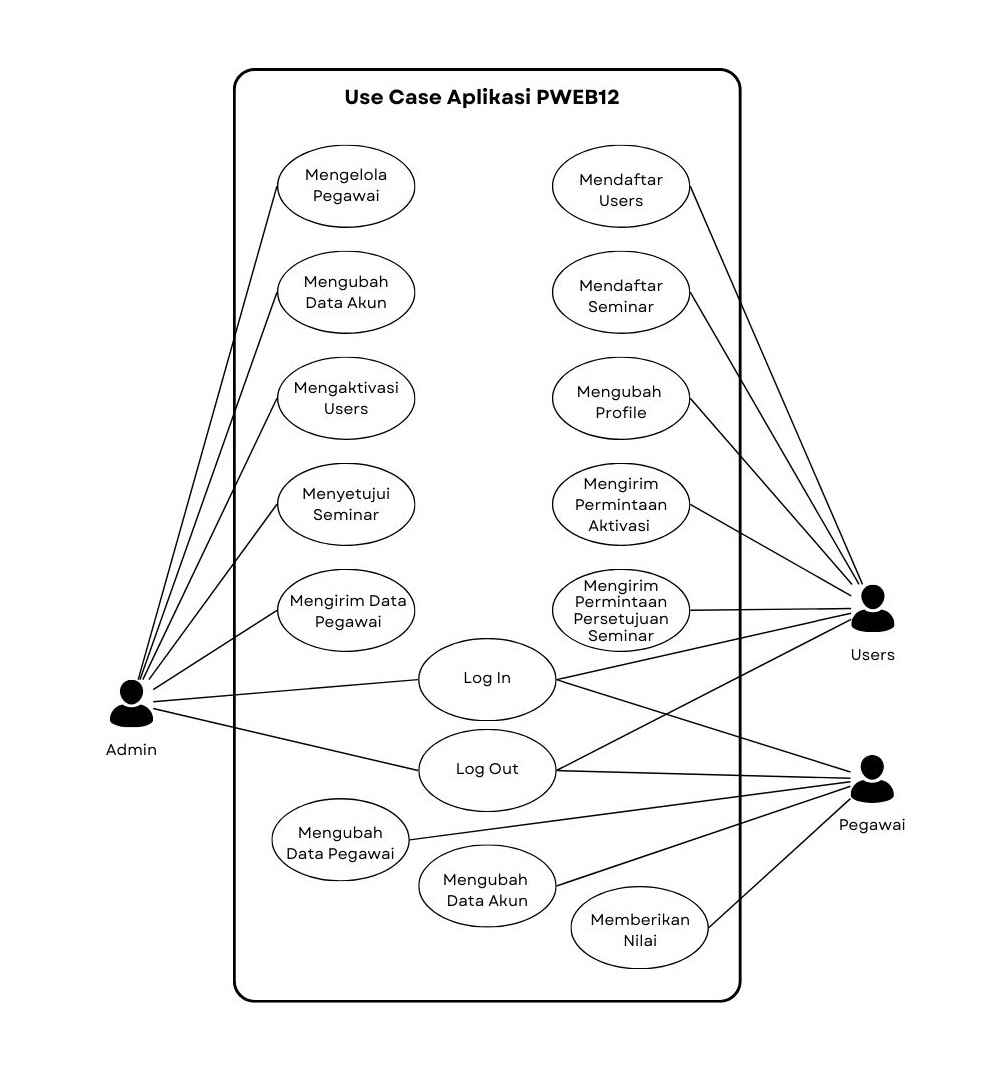 Use Case Aplikasi PWEB12
Mengelola
Pegawai
Mendaftar
Users
Mengubah
Data Akun
Mendaftar
Seminar
Mengaktivasi
Users
Mengubah
Profile
Menyetujui
Seminar
Mengirim
Permintaan
Aktivasi
Mengirim Data
Pegawai
Mengirim
Permintaan
Persetujuan
Seminar
Users
Log In
Admin
Log Out
Pegawai
Mengubah
Data Pegawai
Mengubah
Data Akun
Memberikan
Nilai